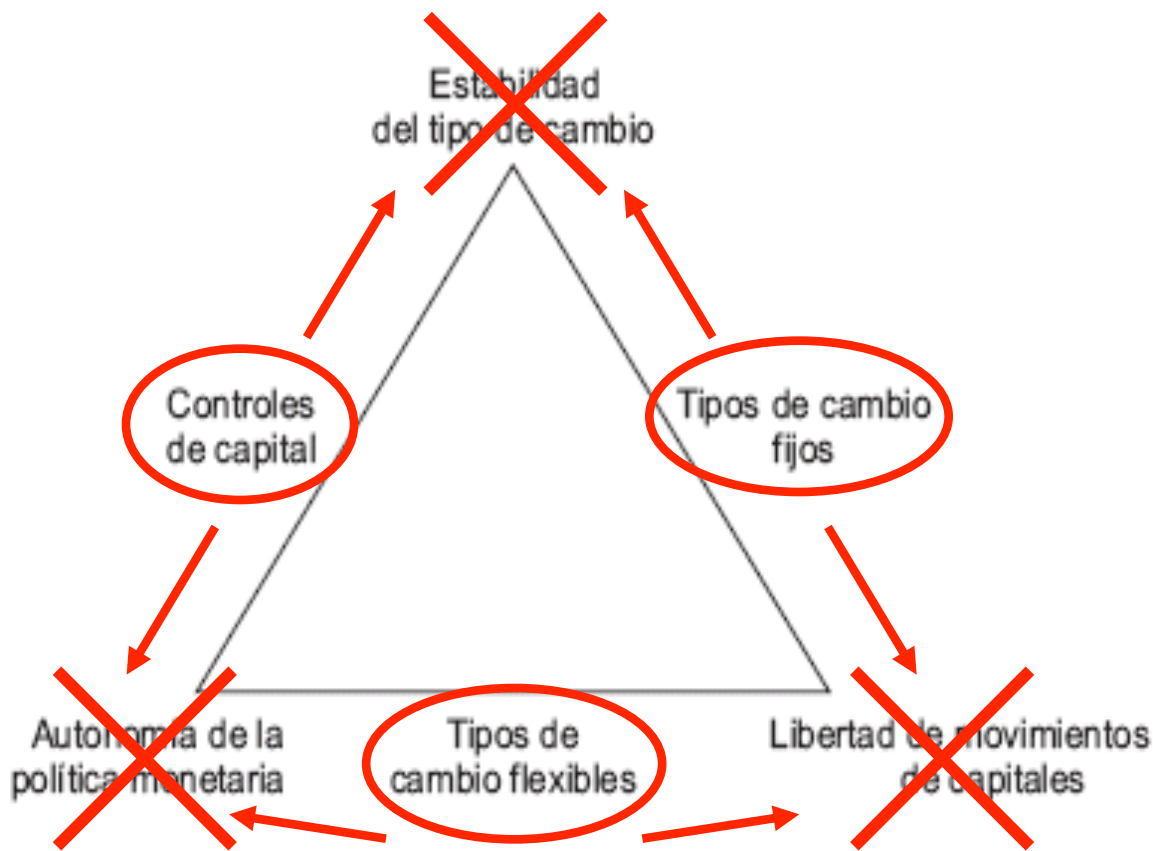 Estabilidad
del tipo de cambio
Controles
de capital
Tipos de cambio
fijos
Autonomía de la
política monetaria
Tipos de
cambio flexibles
Libertad de movimientos
de capitales